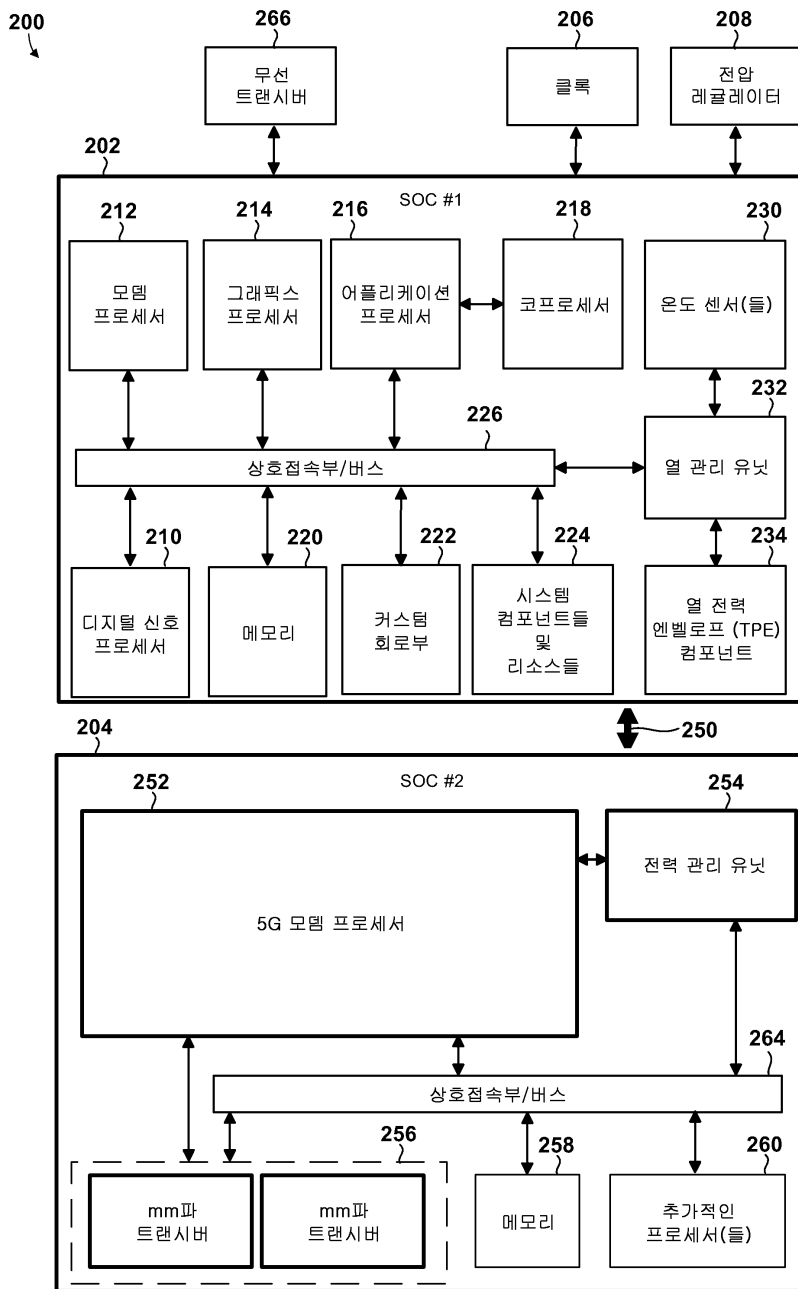 200
266
206
208
무선
트랜시버
클록
전압
레귤레이터
202
SOC #1
212
214
216
218
230
모뎀
프로세서
그래픽스
프로세서
어플리케이션
프로세서
코프로세서
온도 센서(들)
232
226
상호접속부/버스
열 관리 유닛
210
220
222
224
234
디지털 신호
프로세서
메모리
커스텀
회로부
시스템
컴포넌트들
및
리소스들
열 전력
엔벨로프 (TPE)
컴포넌트
250
204
SOC #2
252
254
5G 모뎀 프로세서
전력 관리 유닛
264
상호접속부/버스
256
258
260
mm파
트랜시버
mm파
트랜시버
메모리
추가적인
프로세서(들)